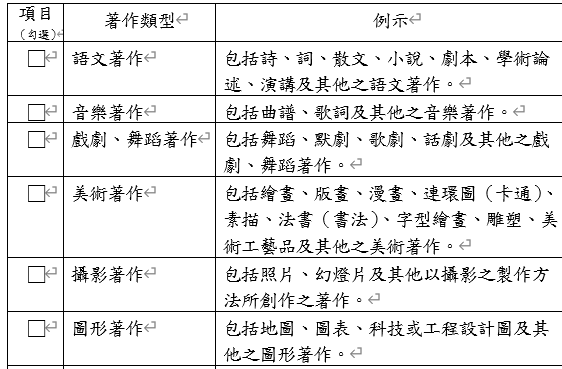 項目 著作類型 例示
（勾選）
□ 語文著作 包括詩、詞、散文、小說、劇本、學術論
述、演講及其他之語文著作。
□ 音樂著作 包括曲譜、歌詞及其他之音樂著作。
□ 戲劇、舞蹈著作 包括舞蹈、默劇、歌劇、話劇及其他之戲
劇、舞蹈著作。
□ 美術著作 包括繪畫、版畫、漫畫、連環圖（卡通）、
素描、法書（書法）、字型繪畫、雕塑、美
術工藝品及其他之美術著作。
□ 攝影著作 包括照片、幻燈片及其他以攝影之製作方
法所創作之著作。
□ 圖形著作 包括地圖、圖表、科技或工程設計圖及其
他之圖形著作。